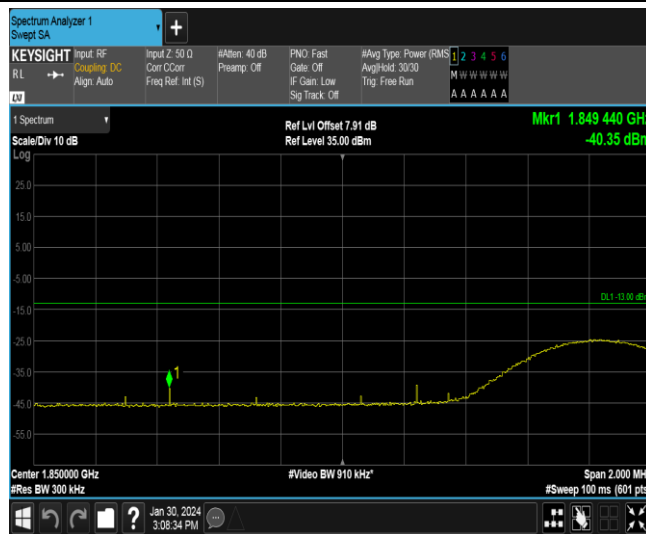 Spectrum Analyzer 1
Swept SA
KEYSIGHT
RL
LXI
Input: RF
Coupling: DC
Align: Auto
Input Z: 50 Ω
Corr CCorr
Freq Ref: Int (S)
#Atten: 40 dB
Preamp: Off
PNO: Fast
Gate: Off
IF Gain: Low
Sig Track: Off
#Avg Type: Power (RMS
Avg|Hold: 30/30
Trig: Free Run
1 2 3 4 5 6
M W W W W W
A A A A A A
1 Spectrum
Scale/Div 10 dB
Log
Ref Lvl Offset 7.91 dB
Ref Level 35.00 dBm
Mkr1 1.849 440 GHz
-40.35 dBm
25.0
15.0
5.00
-5.00
-15.0
-25.0
-35.0
-45.0
-55.0
DL1 -13.00 dBm
1
Center 1.850000 GHz
#Res BW 300 kHz
#Video BW 910 kHz*
Span 2.000 MHz
#Sweep 100 ms (601 pts)
Jan 30, 2024
3:08:34 PM